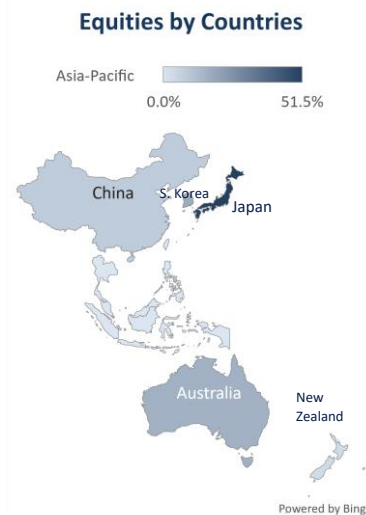 Equities by Countries
Asia-Pacific
0.0% 51.5%
China
S. Korea
Japan
Australia
New
Zealand
Powered by Bing